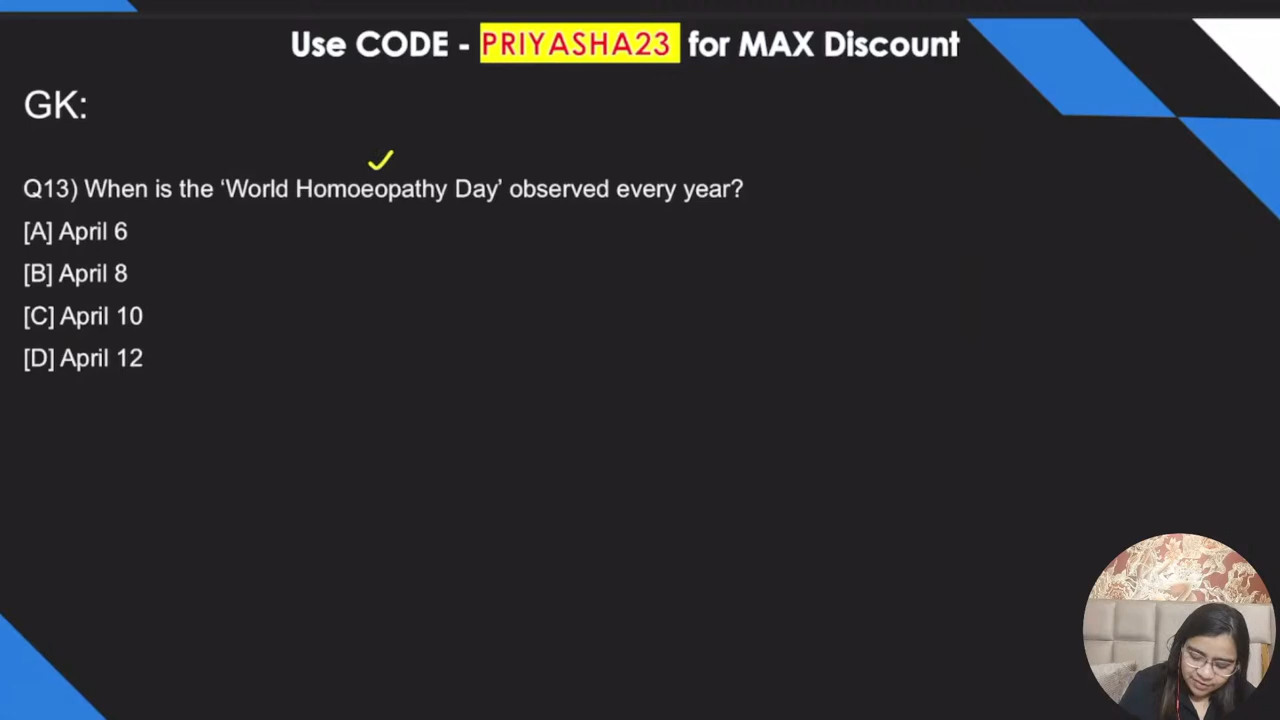 Use CODE - PRIYASHA23 for MAX Discount
GK:
Q13) When is the ‘World Homoeopathy Day’ observed every year?
[A] April 6
[B] April 8
[C] April 10
[D] April 12